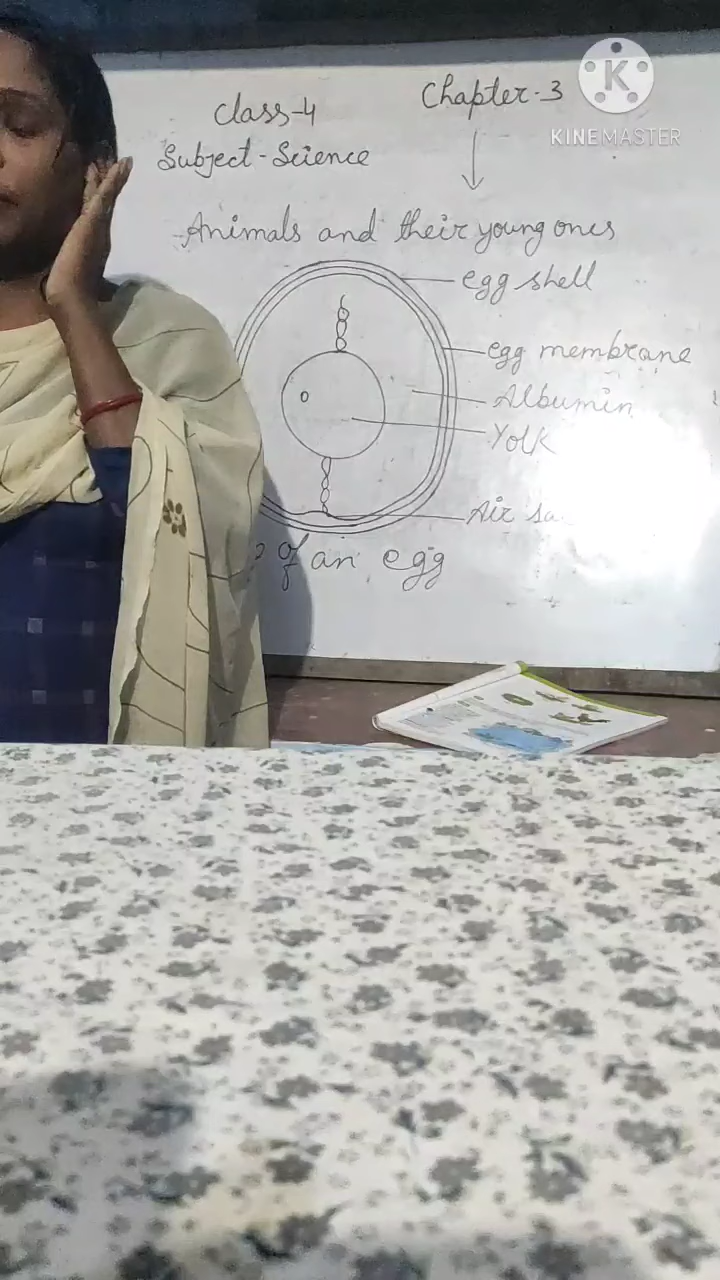 Chapter-3
K
KINEMASTER
Class-4
Subject-Science
Animals and their young ones
egg shell
egg membrane
Albumin
Yolk
Air
of an egg